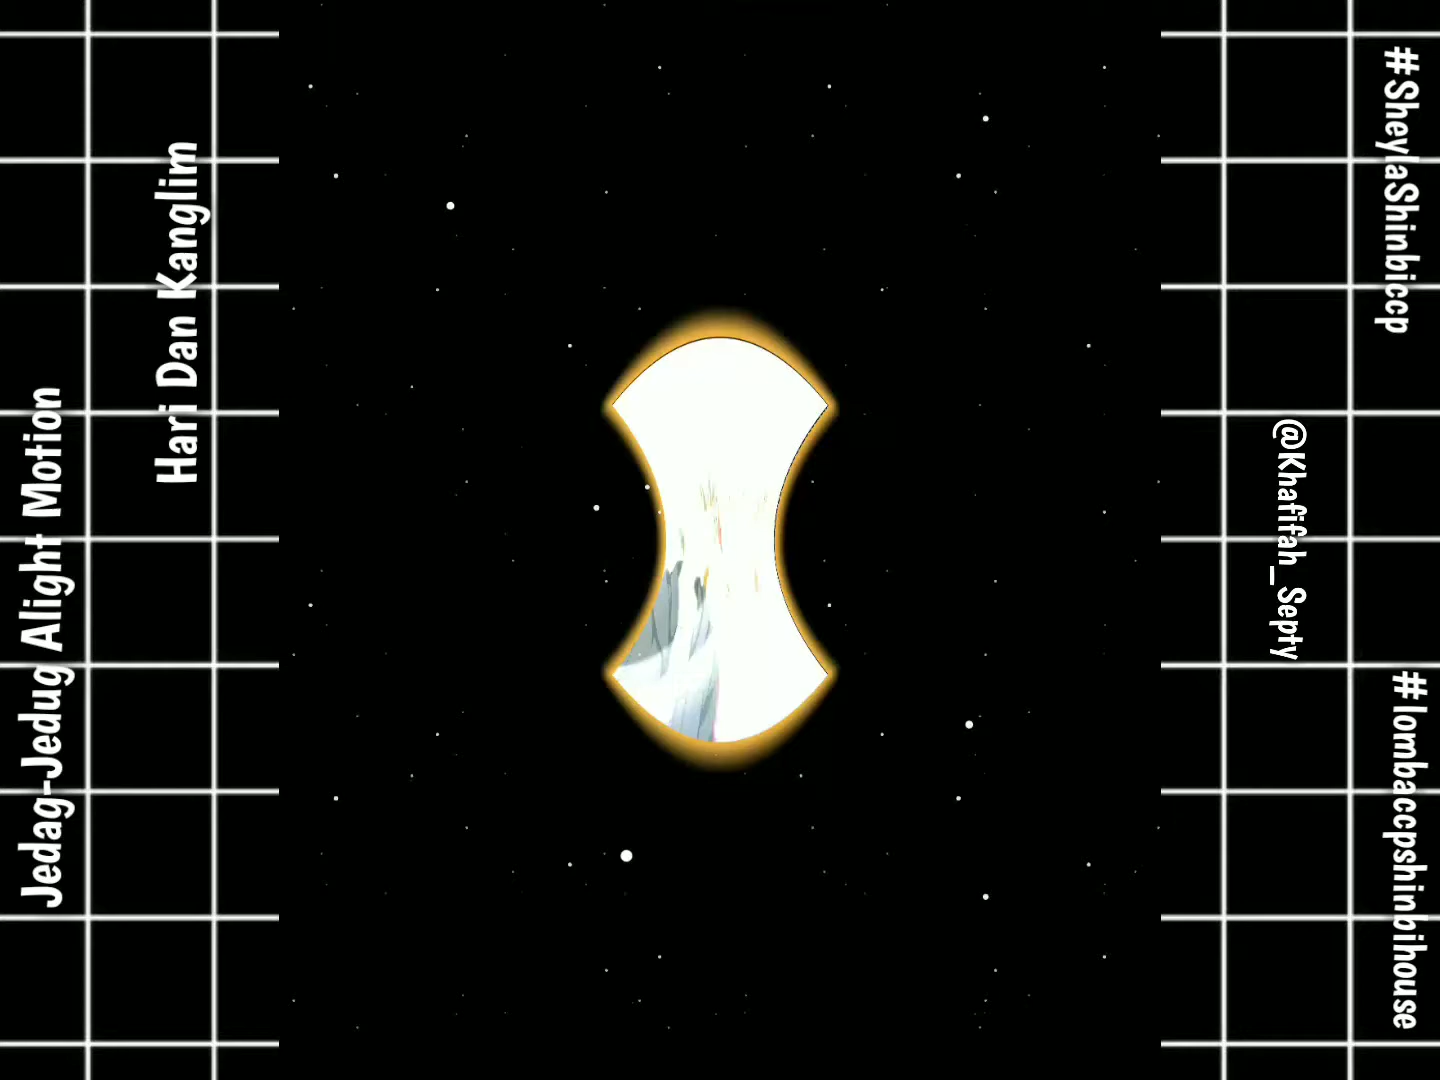 Jedag-Jedug Alight Motion
Hari Dan Kanglim
#SheylaShinbiccp
@Khafifah_Septy
#lombaccpshinbihouse